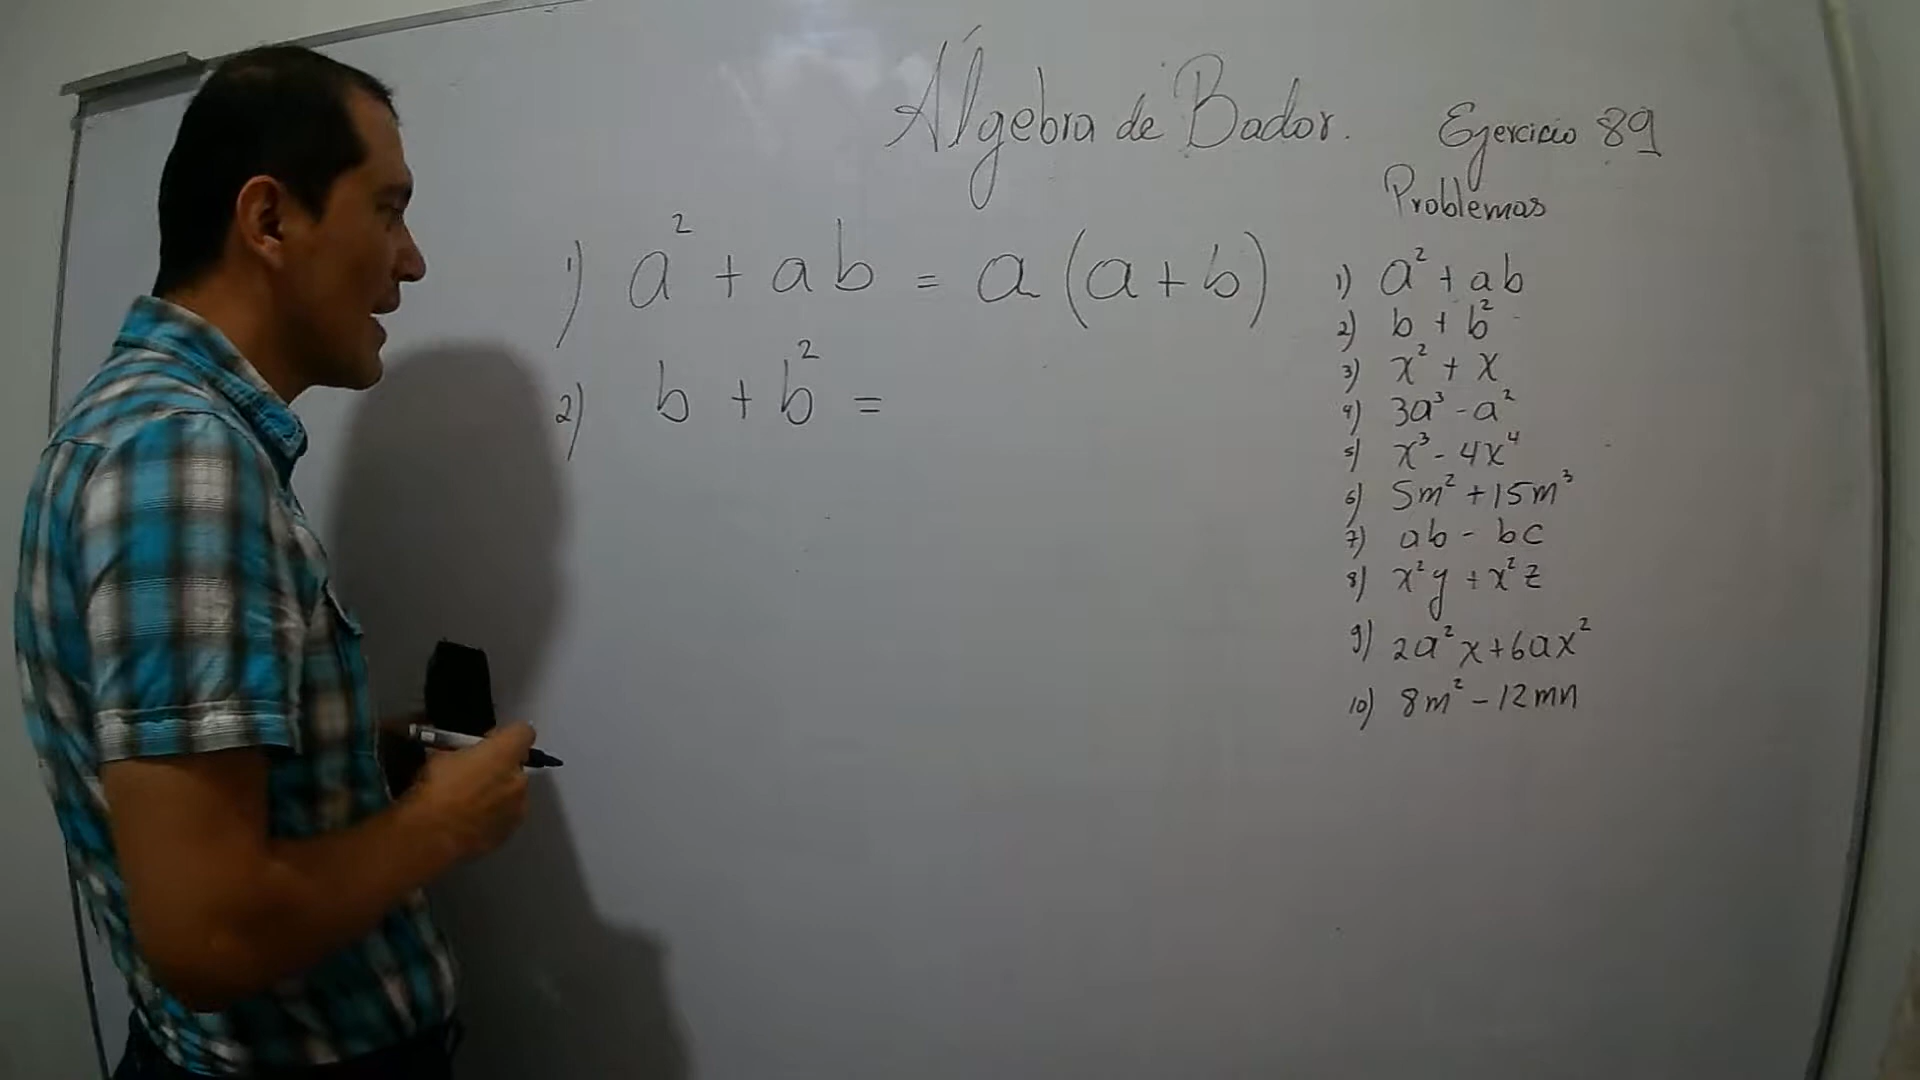 Álgebra de Bador. Ejercicio 89
Problemas
1) a² + ab = a (a + b)
2) b + b² =
1) a² + ab
2) b + b²
3) x² + x
4) 3a³ - a²
5) x³ - 4x⁴
6) 5m² + 15m³
7) ab - bc
8) x²y + x²z
9) 2a²x + 6ax²
10) 8m² - 12mn